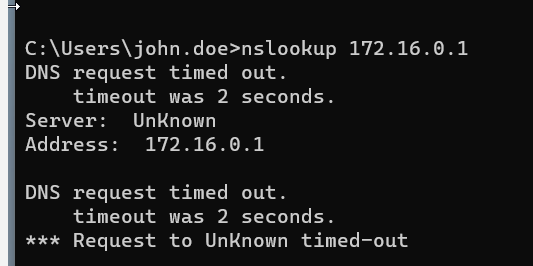 C:\Users\john.doe>nslookup 172.16.0.1
DNS request timed out.
    timeout was 2 seconds.
Server:  UnKnown
Address:  172.16.0.1

DNS request timed out.
    timeout was 2 seconds.
*** Request to UnKnown timed-out